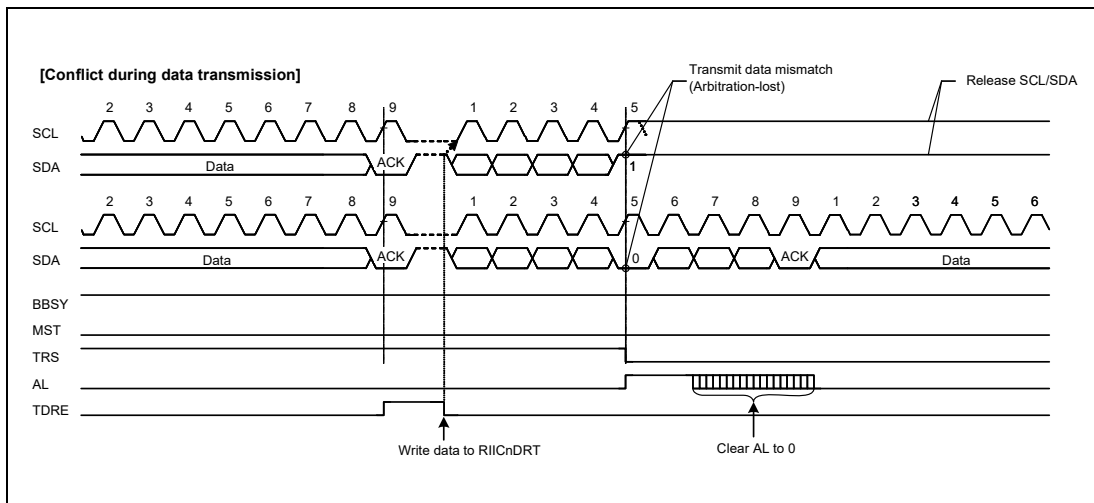 [Conflict during data transmission]
Transmit data mismatch
(Arbitration-lost)
Release SCL/SDA
2 3 4 5 6 7 8 9 1 2 3 4 5
SCL
SDA Data ACK 1
2 3 4 5 6 7 8 9 1 2 3 4 5 6 7 8 9 1 2 3 4 5 6
SCL
SDA Data ACK 0 ACK Data
BBSY
MST
TRS
AL
TDRE
Write data to RIICnDRT
Clear AL to 0